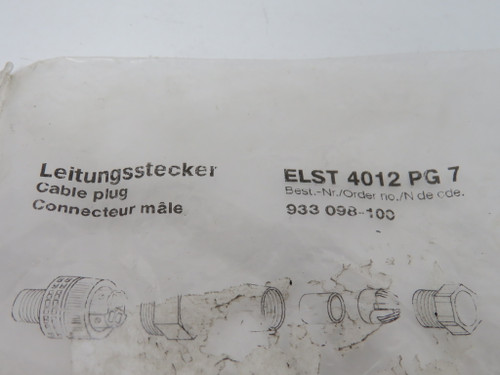 Leitungsstecker
Cable plug
Connecteur mâle
ELST 4012 PG 7
Best.-Nr./Order no./N de cde.
933 098-100